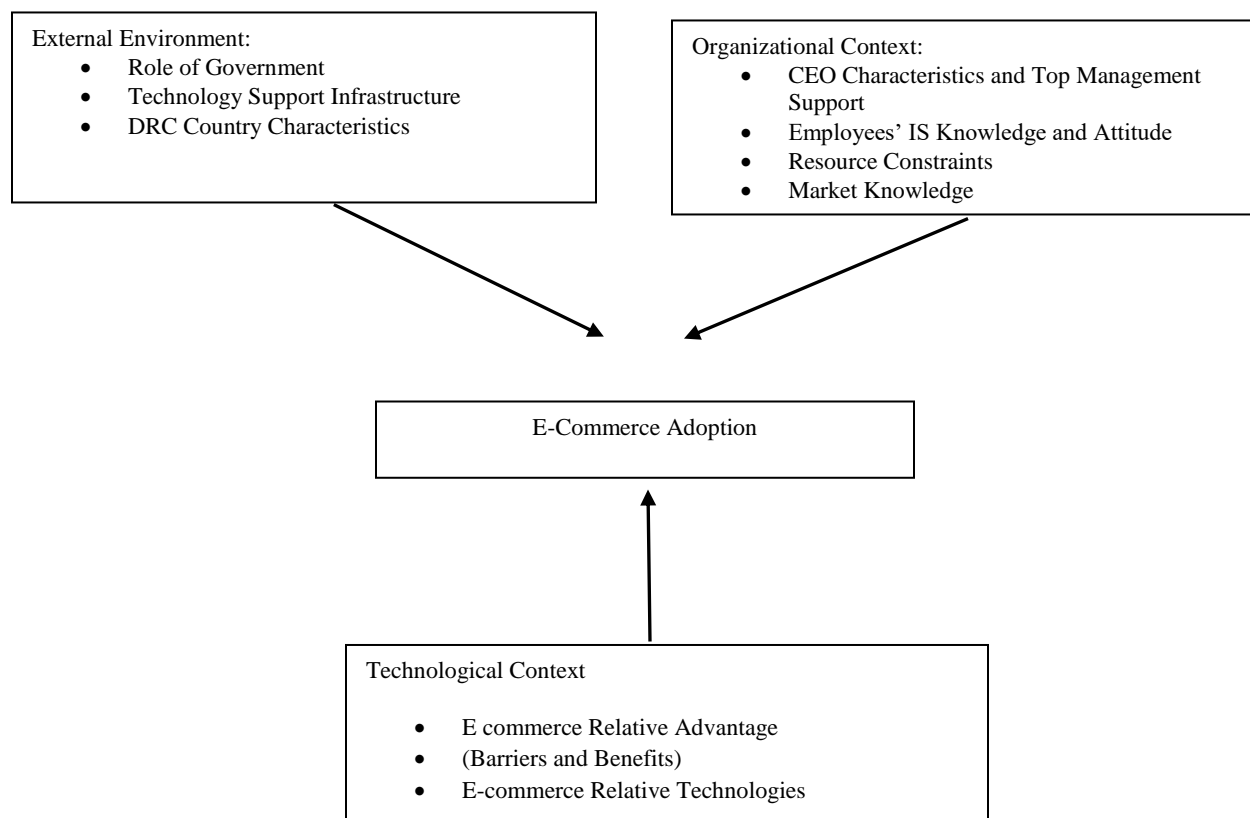 External Environment:
• Role of Government
• Technology Support Infrastructure
• DRC Country Characteristics
Organizational Context:
• CEO Characteristics and Top Management
Support
• Employees’ IS Knowledge and Attitude
• Resource Constraints
• Market Knowledge
E-Commerce Adoption
Technological Context
• E commerce Relative Advantage
• (Barriers and Benefits)
• E-commerce Relative Technologies